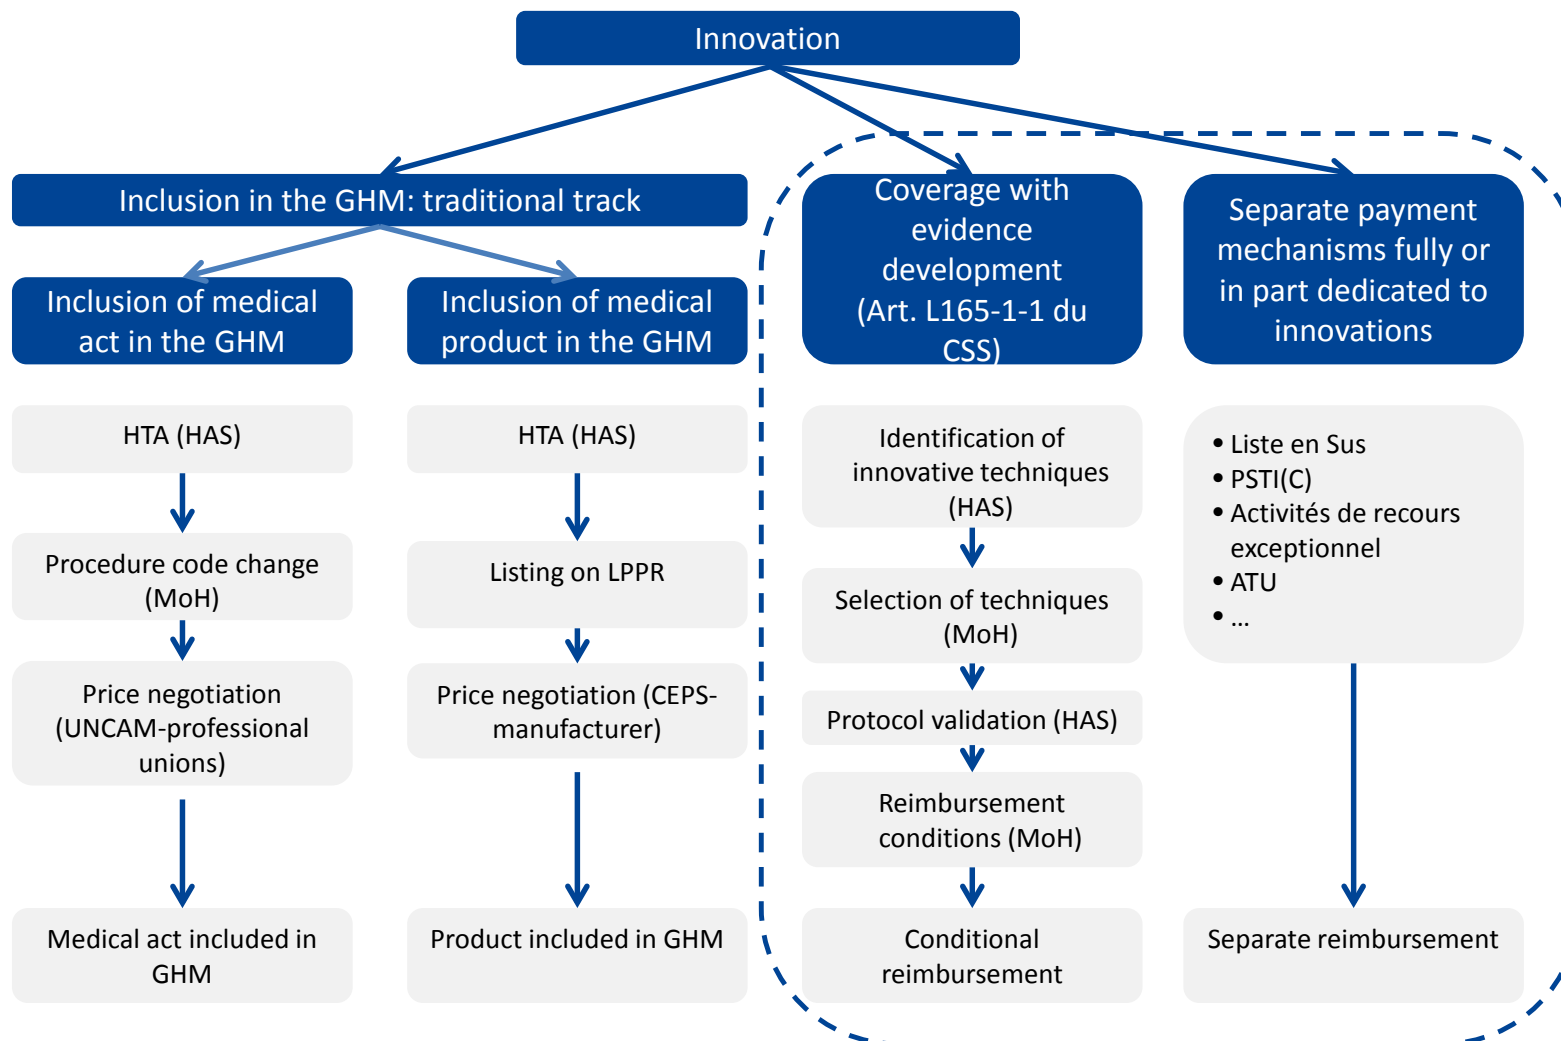 Innovation
Inclusion in the GHM: traditional track
Inclusion of medical
act in the GHM
Inclusion of medical
product in the GHM
Coverage with
evidence
development
(Art. L165-1-1 du
CSS)
Separate payment
mechanisms fully or
in part dedicated to
innovations
HTA (HAS)
Procedure code change
(MoH)
Price negotiation
(UNCAM-professional
unions)
Medical act included in
GHM
HTA (HAS)
Listing on LPPR
Price negotiation (CEPS-
manufacturer)
Product included in GHM
Identification of
innovative techniques
(HAS)
Selection of techniques
(MoH)
Protocol validation (HAS)
Reimbursement
conditions (MoH)
Conditional
reimbursement
• Liste en Sus
• PSTI(C)
• Activités de recours
exceptionnel
• ATU
• ...
Separate reimbursement